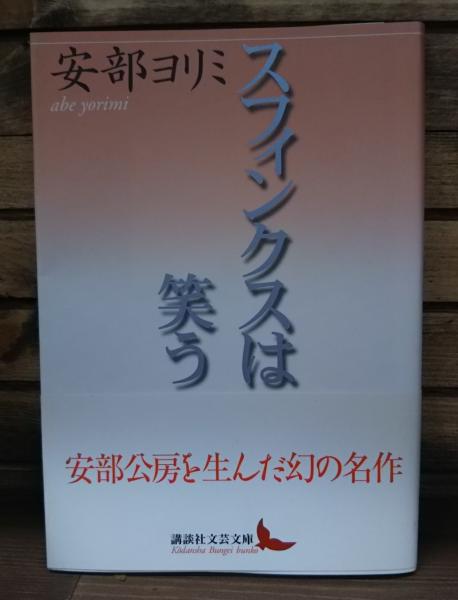 安部ヨリミ
abe yorimi
スフィンクスは
笑う
安部公房を生んだ幻の名作
講談社文芸文庫
Kōdansha Bungei bunko